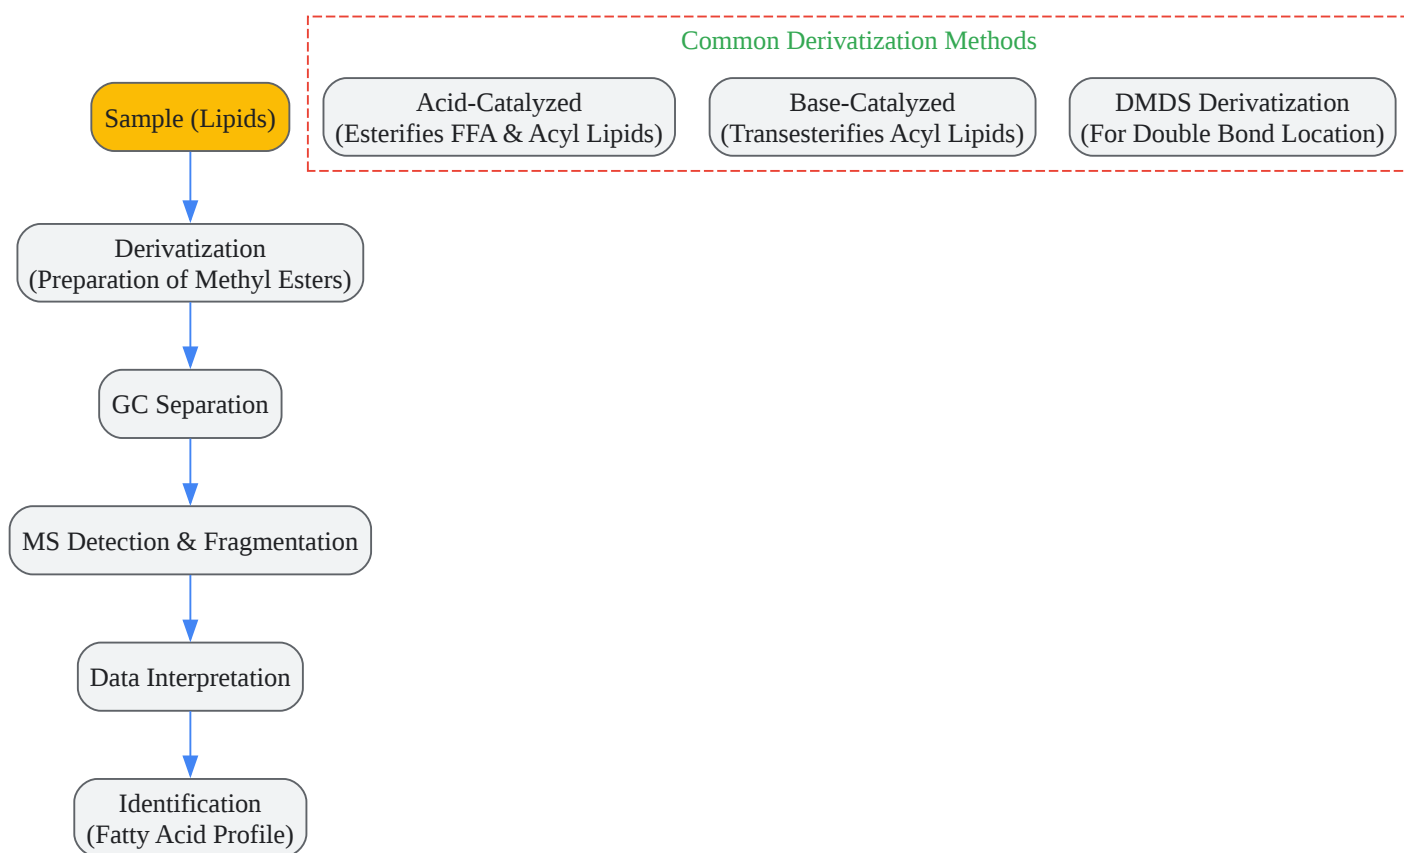 Common Derivatization Methods
Sample (Lipids)
Acid-Catalyzed
(Esterifies FFA & Acyl Lipids)
Base-Catalyzed
(Transesterifies Acyl Lipids)
DMDS Derivatization
(For Double Bond Location)
Derivatization
(Preparation of Methyl Esters)
GC Separation
MS Detection & Fragmentation
Data Interpretation
Identification
(Fatty Acid Profile)